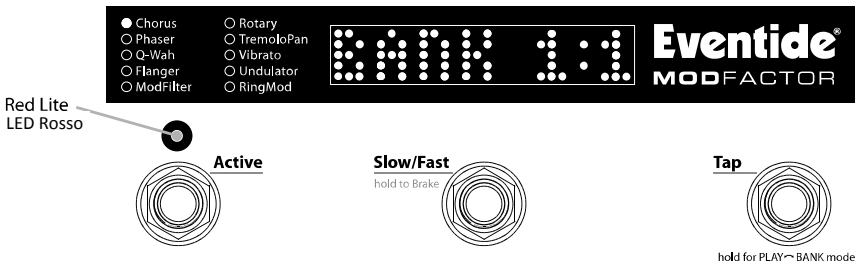 Chorus
Phaser
Q-Wah
Flanger
ModFilter
Rotary
TremoloPan
Vibrato
Undulator
RingMod
BANK 1:1
Eventide®
MODFACTOR
Red Lite
LED Rosso
Active
Slow/Fast
hold to Brake
Tap
hold for PLAY BANK mode